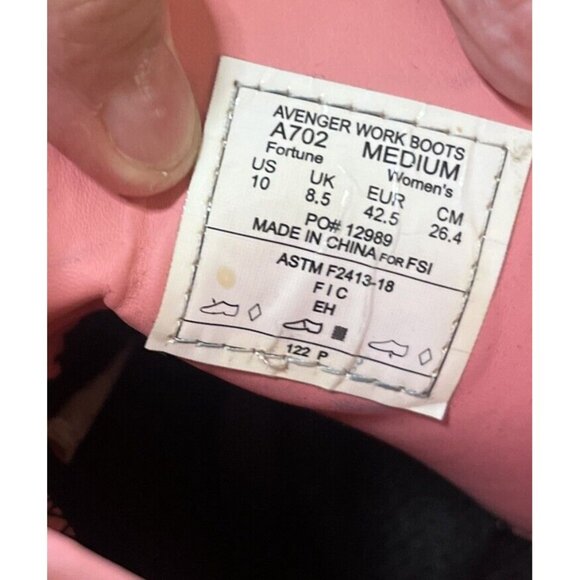 AVENGER WORK BOOTS
A702 MEDIUM
Fortune Women's
US UK EUR CM
10 8.5 42.5 26.4
PO# 12989
MADE IN CHINA FOR FSI
ASTM F2413-18
F I C
EH
122 P